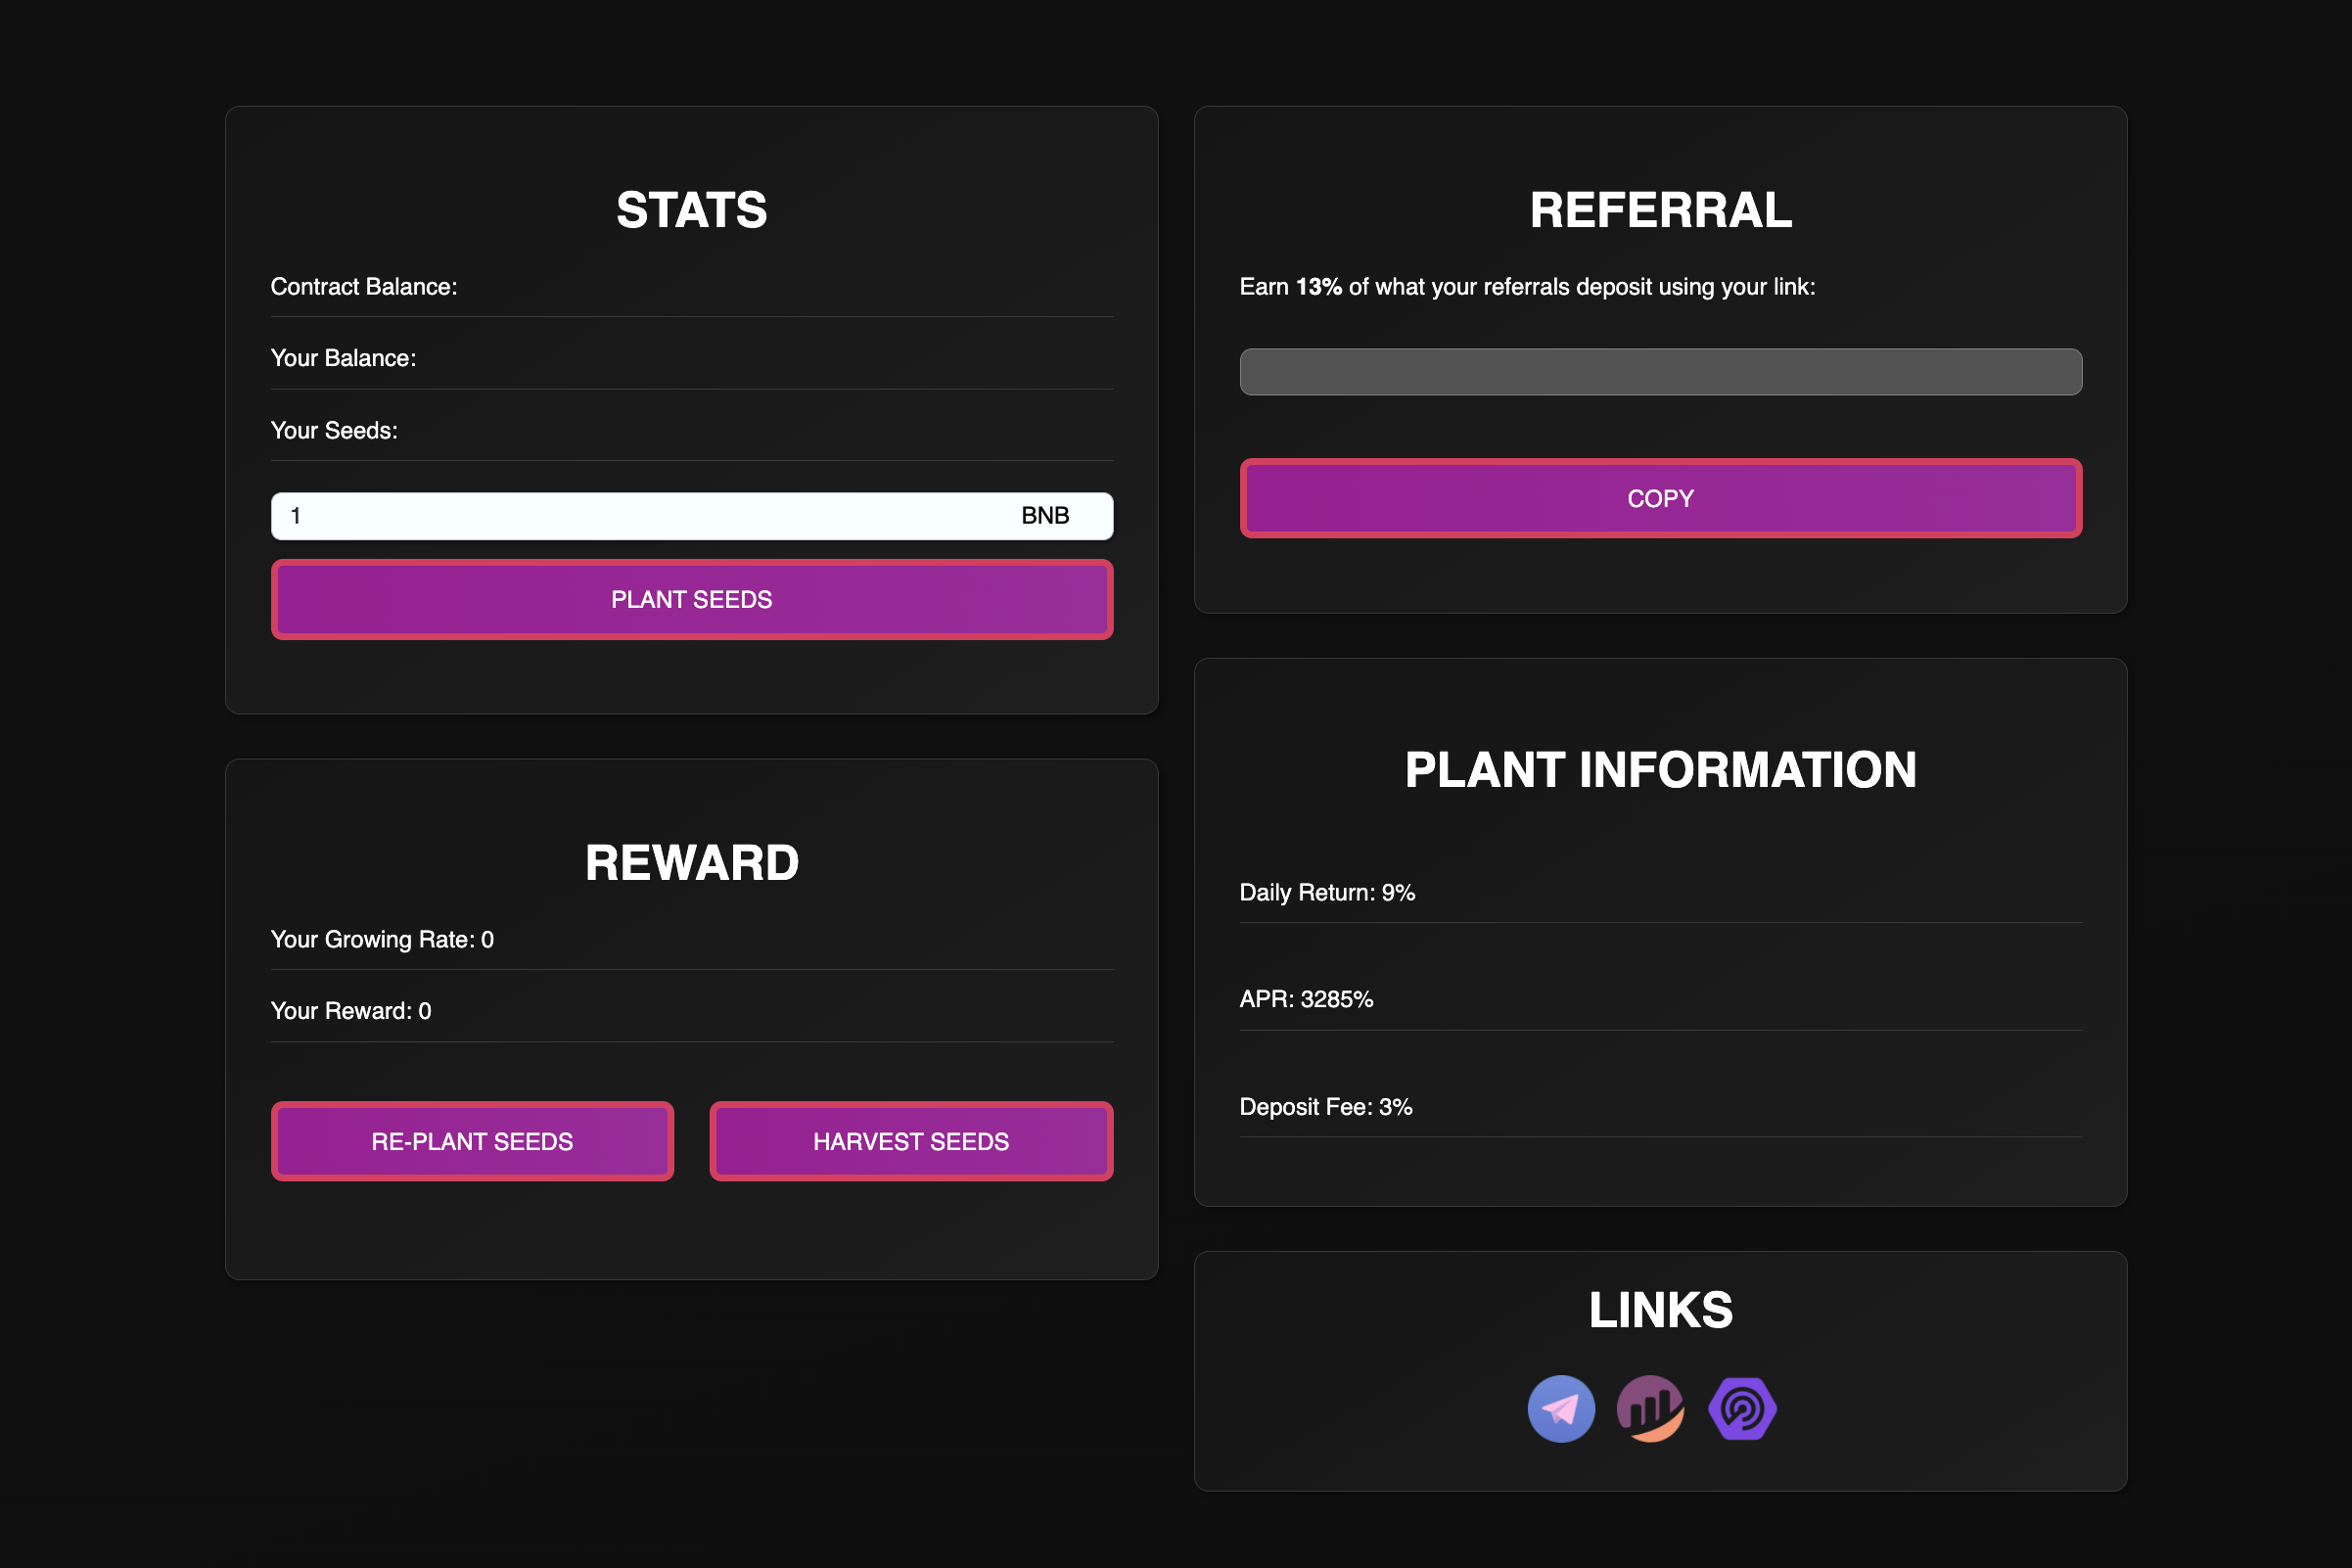 STATS
Contract Balance:
Your Balance:
Your Seeds:
1 BNB
PLANT SEEDS
REWARD
Your Growing Rate: 0
Your Reward: 0
RE-PLANT SEEDS
HARVEST SEEDS
REFERRAL
Earn 13% of what your referrals deposit using your link:
COPY
PLANT INFORMATION
Daily Return: 9%
APR: 3285%
Deposit Fee: 3%
LINKS